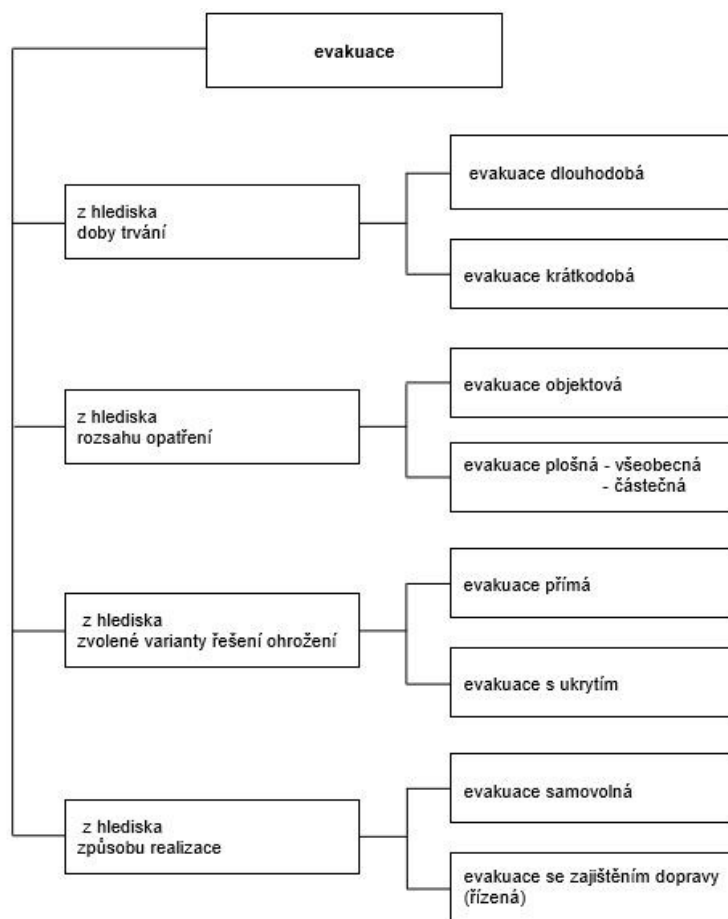 evakuace
z hlediska
doby trvání
evakuace dlouhodobá
evakuace krátkodobá
z hlediska
rozsahu opatření
evakuace objektová
evakuace plošná - všeobecná
- částečná
z hlediska
zvolené varianty řešení ohrožení
evakuace přímá
evakuace s ukrytím
z hlediska
způsobu realizace
evakuace samovolná
evakuace se zajištěním dopravy
(řízená)